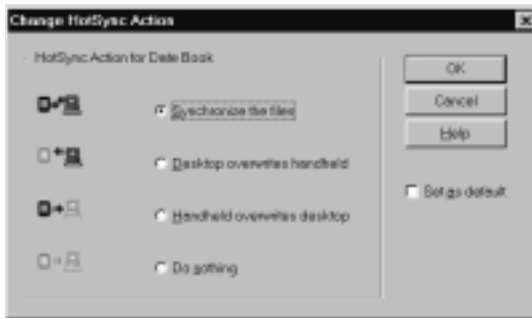 Change HotSync Action
HotSync Action for Date Book
Synchronize the files
Desktop overwrites handheld
Handheld overwrites desktop
Do nothing
OK
Cancel
Help
Set as default